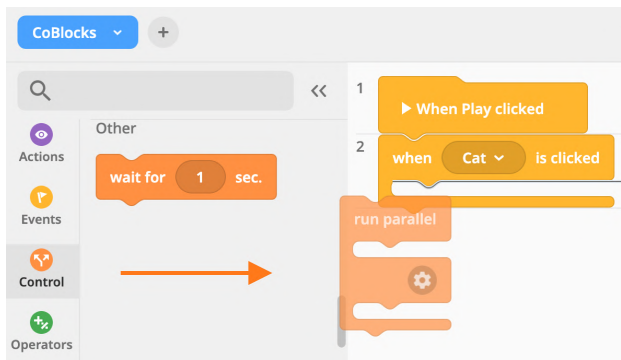 CoBlocks
+
Other
wait for 1 sec.
Actions
Events
Control
Operators
1
When Play clicked
2
when Cat is clicked
run parallel